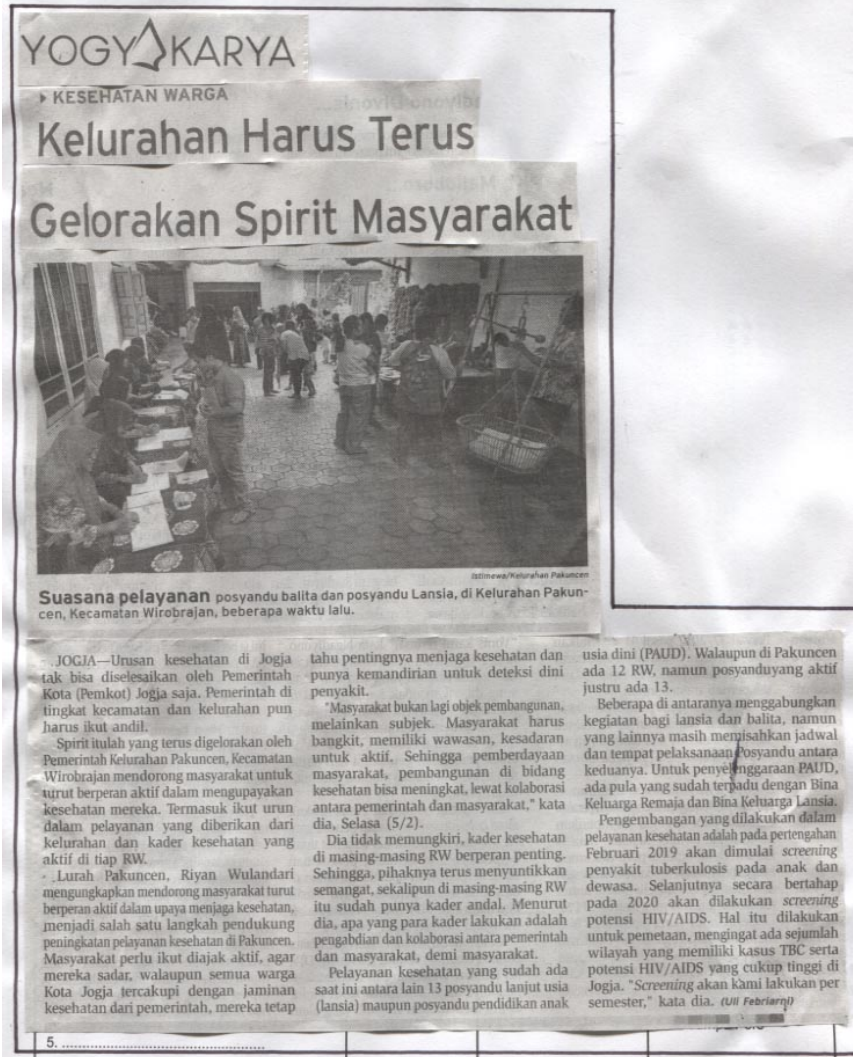 YOGYAKARYA
KESEHATAN WARGA
Kelurahan Harus Terus
Gelorakan Spirit Masyarakat
Istimewa/Kelurahan Pakuncen
Suasana pelayanan posyandu balita dan posyandu Lansia, di Kelurahan Pakun-
cen, Kecamatan Wirobrajan, beberapa waktu lalu.
JOGJA—Urusan kesehatan di Jogja
tak bisa diselesaikan oleh Pemerintah
Kota (Pemkot) Jogja saja. Pemerintah di
tingkat kecamatan dan kelurahan pun
harus ikut andil.
Spirit itulah yang terus digelorakan oleh
Pemerintah Kelurahan Pakuncen, Kecamatan
Wirobrajan mendorong masyarakat untuk
turut berperan aktif dalam mengupayakan
kesehatan mereka. Termasuk ikut urun
dalam pelayanan yang diberikan dari
kelurahan dan kader kesehatan yang
aktif di tiap RW.
Lurah Pakuncen, Riyan Wulandari
mengungkapkan mendorong masyarakat turut
berperan aktif dalam upaya menjaga kesehatan,
menjadi salah satu langkah pendukung
peningkatan pelayanan kesehatan di Pakuncen.
Masyarakat perlu ikut diajak aktif, agar
mereka sadar, walaupun semua warga
Kota Jogja tercakupi dengan jaminan
kesehatan dari pemerintah, mereka tetap
tahu pentingnya menjaga kesehatan dan
punya kemandirian untuk deteksi dini
penyakit.
"Masyarakat bukan lagi objek pembangunan,
melainkan subjek. Masyarakat harus
bangkit, memiliki wawasan, kesadaran
untuk aktif. Sehingga pemberdayaan
masyarakat, pembangunan di bidang
kesehatan bisa meningkat, lewat kolaborasi
antara pemerintah dan masyarakat," kata
dia, Selasa (5/2).
Dia tidak memungkiri, kader kesehatan
di masing-masing RW berperan penting.
Sehingga, pihaknya terus menyuntikkan
semangat, sekalipun di masing-masing RW
itu sudah punya kader andal. Menurut
dia, apa yang para kader lakukan adalah
pengabdian dan kolaborasi antara pemerintah
dan masyarakat, demi masyarakat.
Pelayanan kesehatan yang sudah ada
saat ini antara lain 13 posyandu lanjut usia
(lansia) maupun posyandu pendidikan anak
usia dini (PAUD). Walaupun di Pakuncen
ada 12 RW, namun posyanduyang aktif
justru ada 13.
Beberapa di antaranya menggabungkan
kegiatan bagi lansia dan balita, namun
yang lainnya masih memisahkan jadwal
dan tempat pelaksanaan Posyandu antara
keduanya. Untuk penyelenggaraan PAUD,
ada pula yang sudah terpadu dengan Bina
Keluarga Remaja dan Bina Keluarga Lansia.
Pengembangan yang dilakukan dalam
pelayanan kesehatan adalah pada pertengahan
Februari 2019 akan dimulai screening
penyakit tuberkulosis pada anak dan
dewasa. Selanjutnya secara bertahap
pada 2020 akan dilakukan screening
potensi HIV/AIDS. Hal itu dilakukan
untuk pemetaan, mengingat ada sejumlah
wilayah yang memiliki kasus TBC serta
potensi HIV/AIDS yang cukup tinggi di
Jogja. "Screening akan kami lakukan per
semester," kata dia. (Uli Febriarni)
5. ..........................................